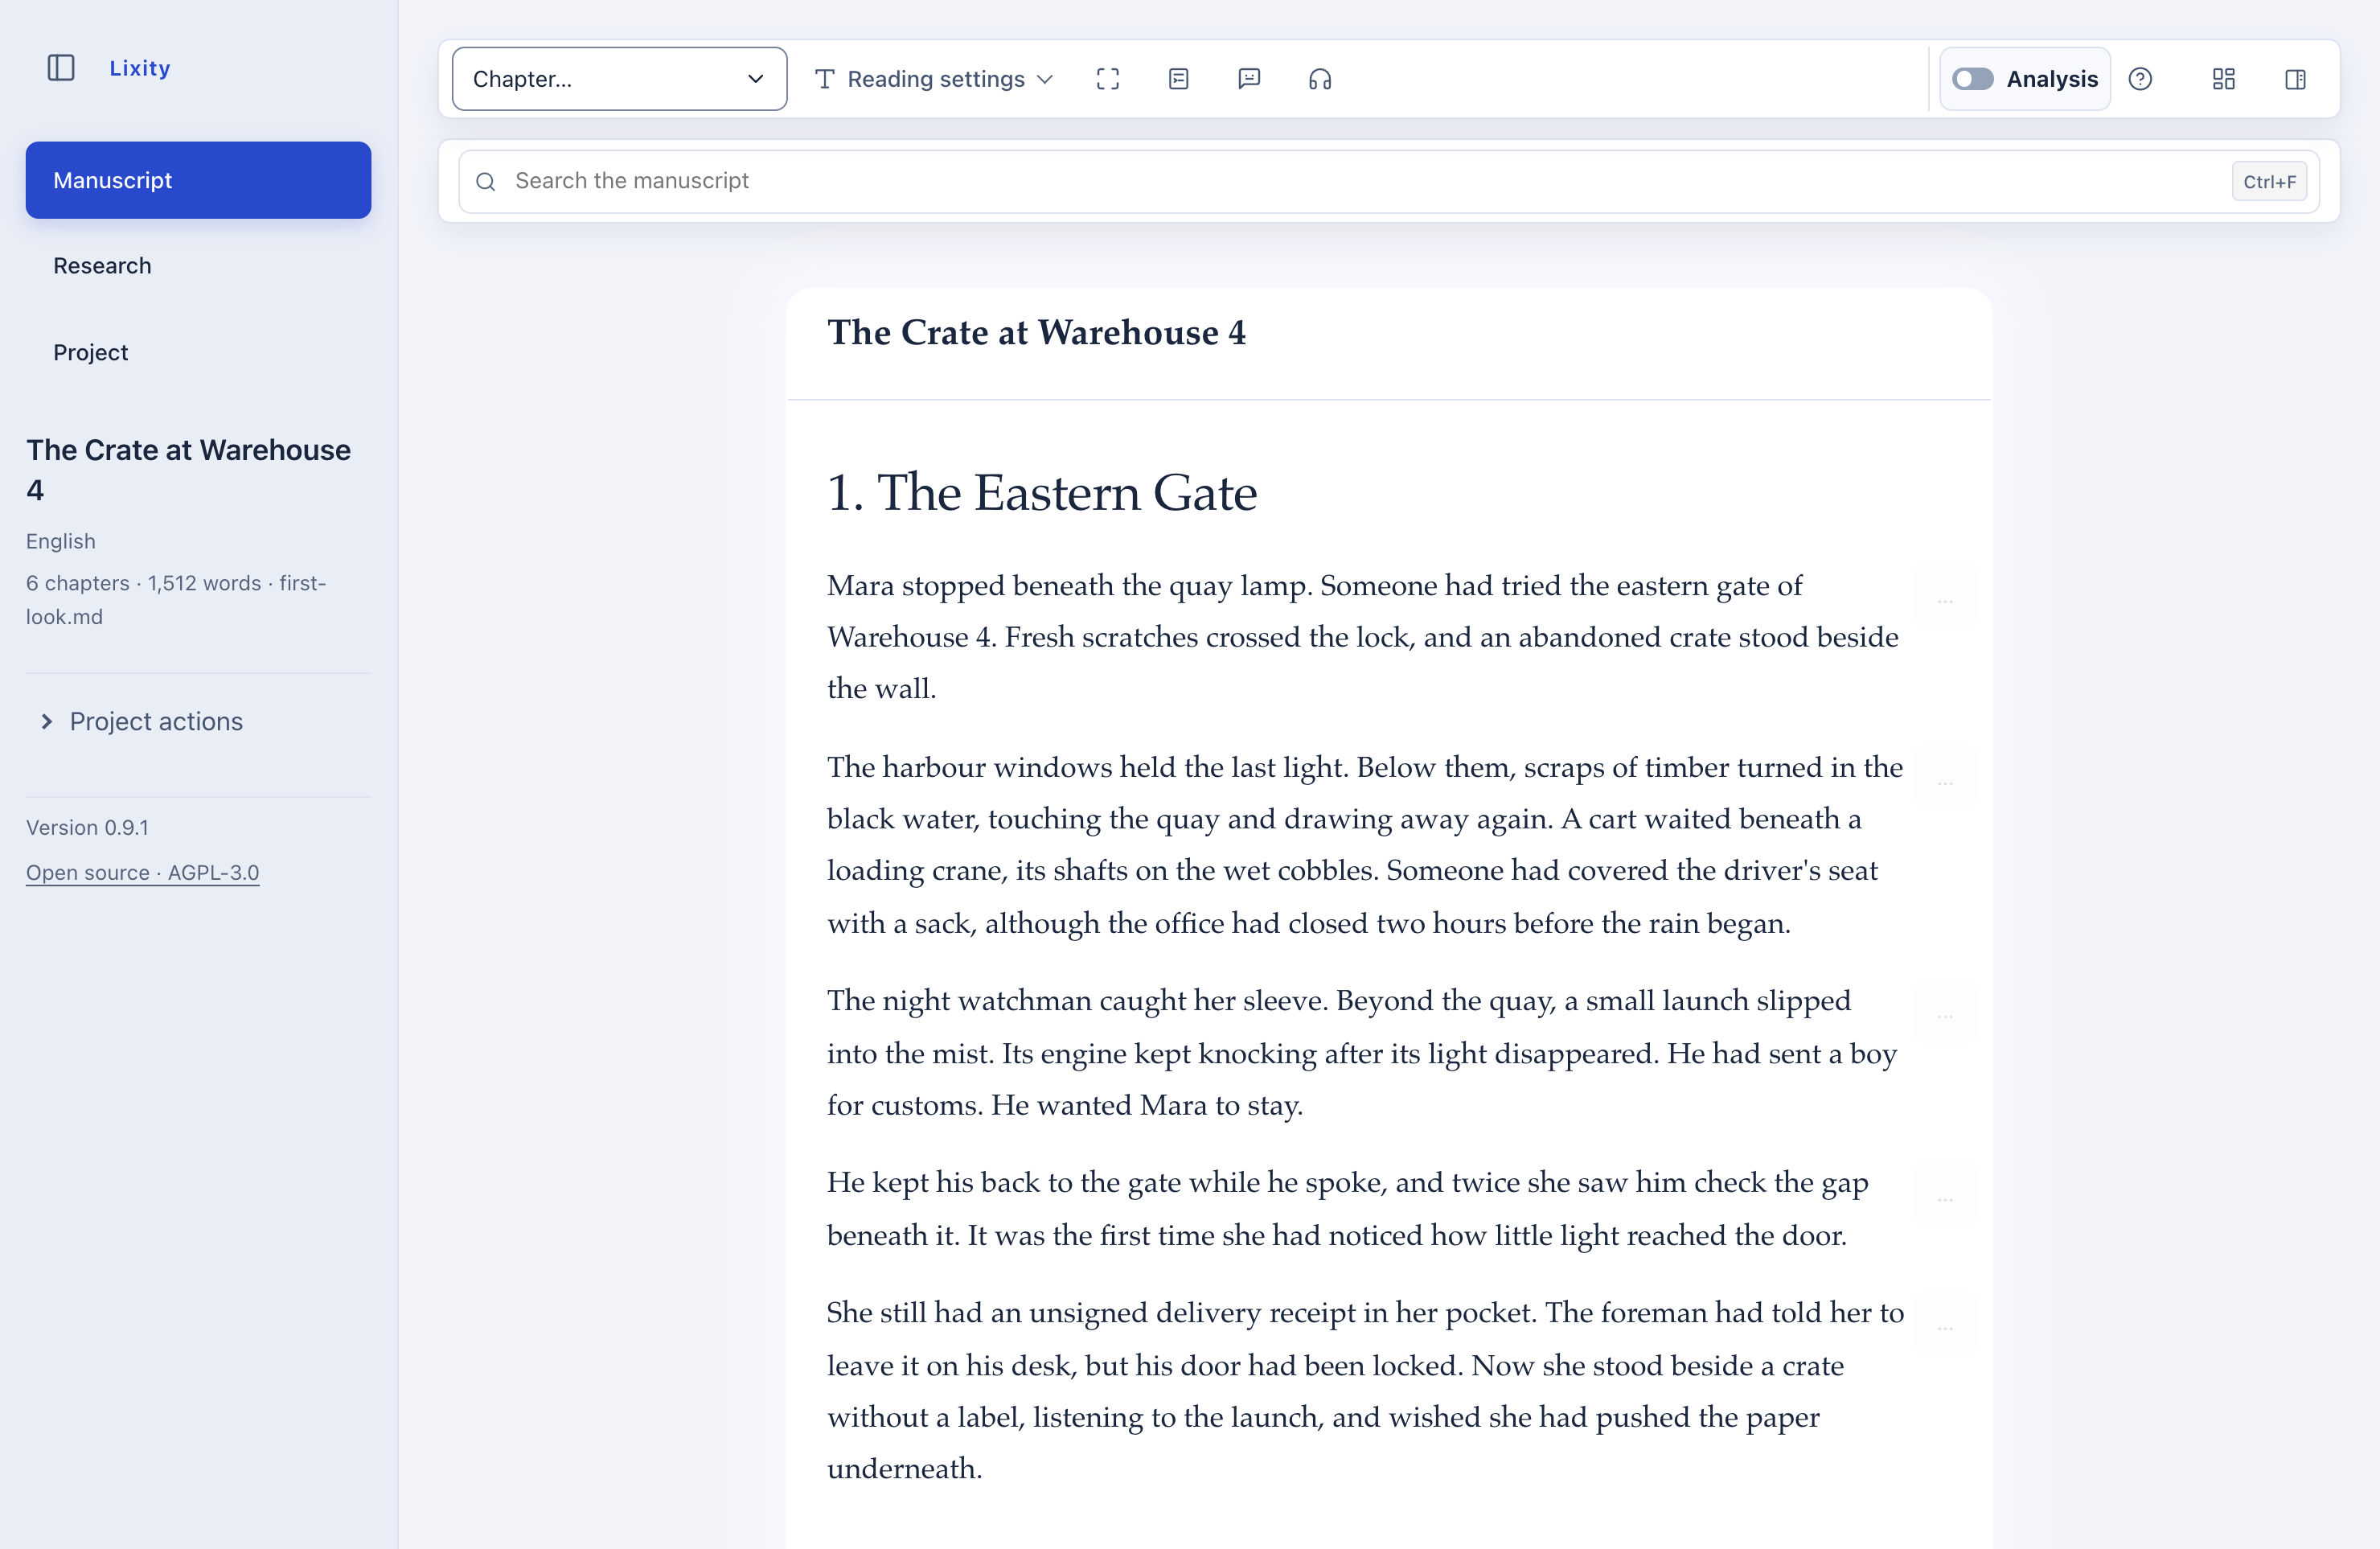 Lixity
Manuscript
Research
Project
The Crate at Warehouse
4
English
6 chapters · 1,512 words · first-
look.md
Project actions
Version 0.9.1
Open source · AGPL-3.0
Chapter...
Reading settings
Analysis
Search the manuscript
Ctrl+F
The Crate at Warehouse 4
1. The Eastern Gate
Mara stopped beneath the quay lamp. Someone had tried the eastern gate of
Warehouse 4. Fresh scratches crossed the lock, and an abandoned crate stood beside
the wall.
...
The harbour windows held the last light. Below them, scraps of timber turned in the
black water, touching the quay and drawing away again. A cart waited beneath a
loading crane, its shafts on the wet cobbles. Someone had covered the driver's seat
with a sack, although the office had closed two hours before the rain began.
...
The night watchman caught her sleeve. Beyond the quay, a small launch slipped
into the mist. Its engine kept knocking after its light disappeared. He had sent a boy
for customs. He wanted Mara to stay.
...
He kept his back to the gate while he spoke, and twice she saw him check the gap
beneath it. It was the first time she had noticed how little light reached the door.
...
She still had an unsigned delivery receipt in her pocket. The foreman had told her to
leave it on his desk, but his door had been locked. Now she stood beside a crate
without a label, listening to the launch, and wished she had pushed the paper
underneath.
...